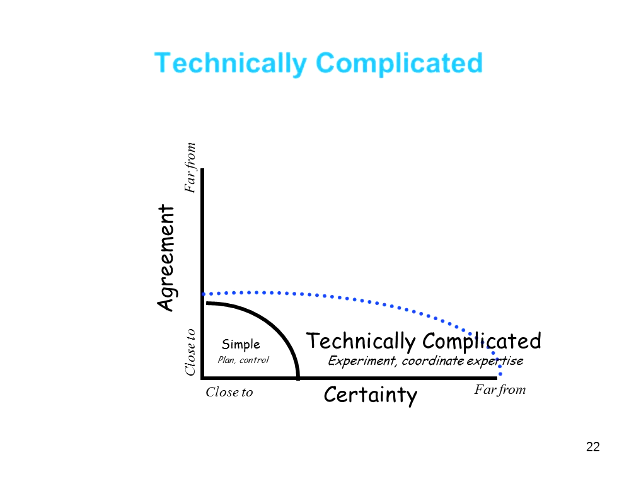 Technically Complicated
Far from
Agreement
Close to
Simple
Plan, control
Technically Complicated
Experiment, coordinate expertise
Close to
Certainty
Far from
22